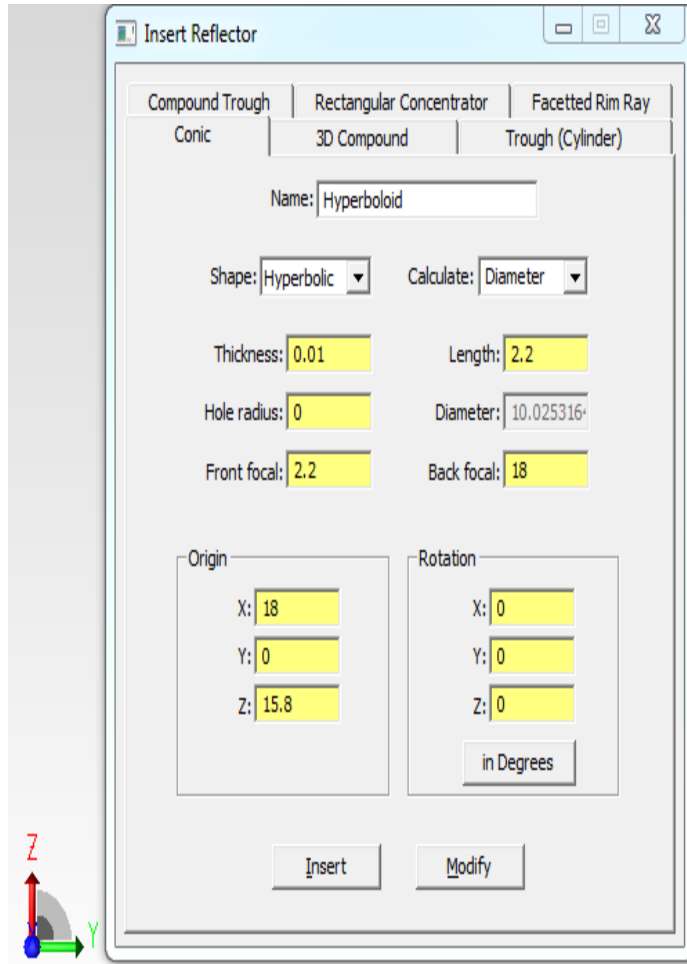 Insert Reflector
Compound Trough Rectangular Concentrator Facetted Rim Ray
Conic 3D Compound Trough (Cylinder)
Name: Hyperboloid
Shape: Hyperbolic Calculate: Diameter
Thickness: 0.01 Length: 2.2
Hole radius: 0 Diameter: 10.0253164
Front focal: 2.2 Back focal: 18
Origin Rotation
X: 18 X: 0
Y: 0 Y: 0
Z: 15.8 Z: 0
in Degrees
Insert Modify
Z
Y